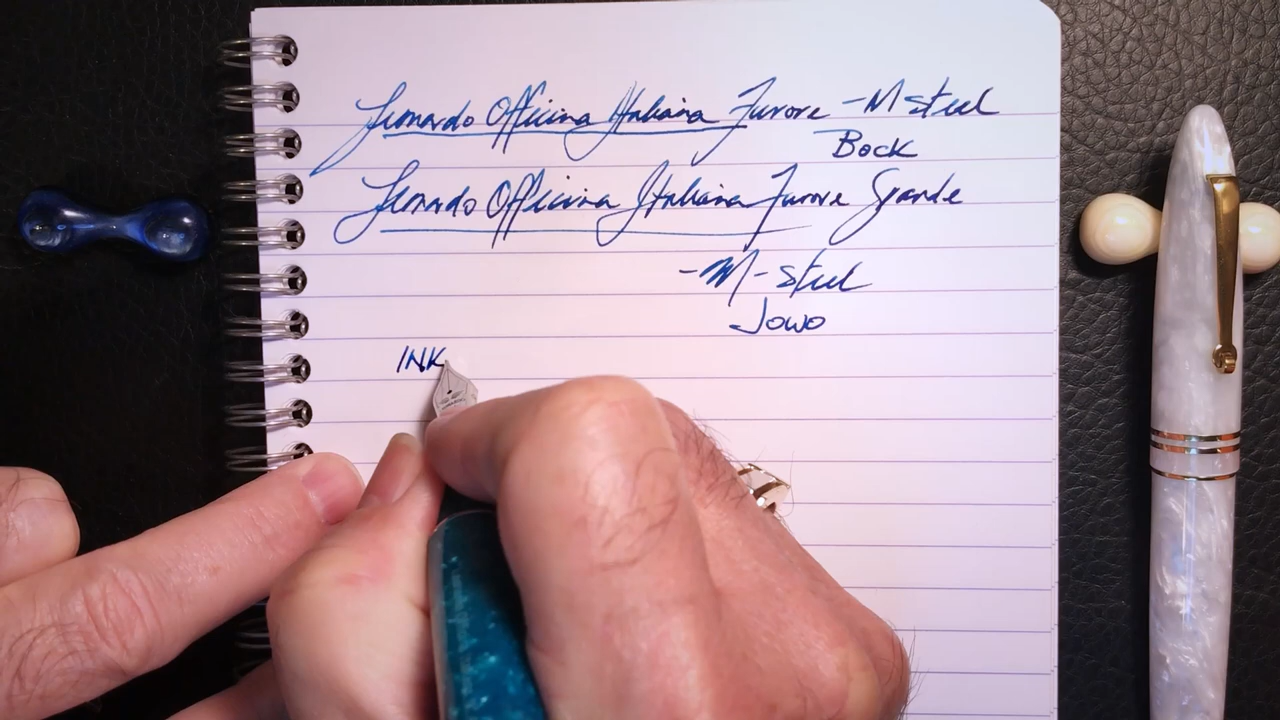 Leonardo Officina Italiana Furore - M steel
Bock
Leonardo Officina Italiana Furore Grande
- M - Steel
Jowo
INK